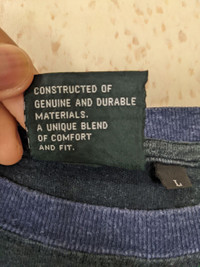 CONSTRUCTED OF
GENUINE AND DURABLE
MATERIALS.
A UNIQUE BLEND
OF COMFORT
AND FIT.
L